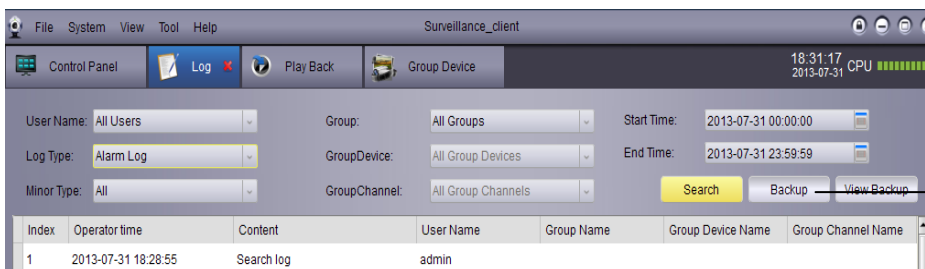 File System View Tool Help Surveillance_client
Control Panel Log Play Back Group Device 18:31:17 2013-07-31 CPU
User Name: All Users Group: All Groups Start Time: 2013-07-31 00:00:00
Log Type: Alarm Log GroupDevice: All Group Devices End Time: 2013-07-31 23:59:59
Minor Type: All GroupChannel: All Group Channels Search Backup View Backup
Index Operator time Content User Name Group Name Group Device Name Group Channel Name
1 2013-07-31 18:28:55 Search log admin